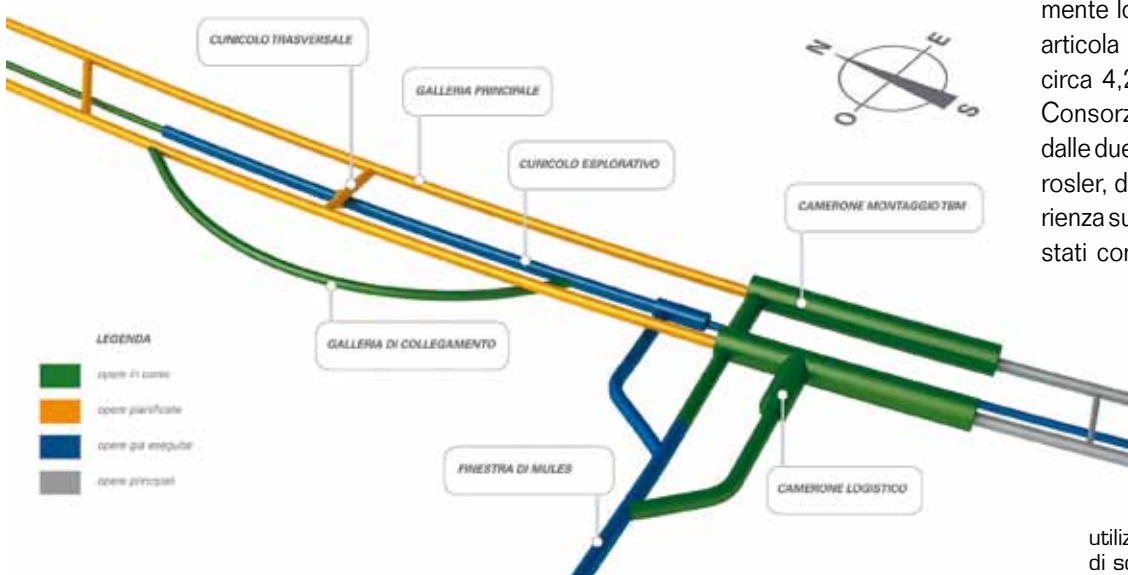 CUNICOLO TRASVERSALE
GALLERIA PRINCIPALE
CUNICOLO ESPLORATIVO
CAMERONE MONTAGGIO TBM
GALLERIA DI COLLEGAMENTO
FINESTRA DI MULES
CAMERONE LOGISTICO
N
E
S
O
LEGENDA
opere in corso
opere pianificate
opere già eseguite
opere principali
mente lo
articola
circa 4,2
Consorz
dalle due
rosler, d
rienza su
stati cor
utiliz
di so